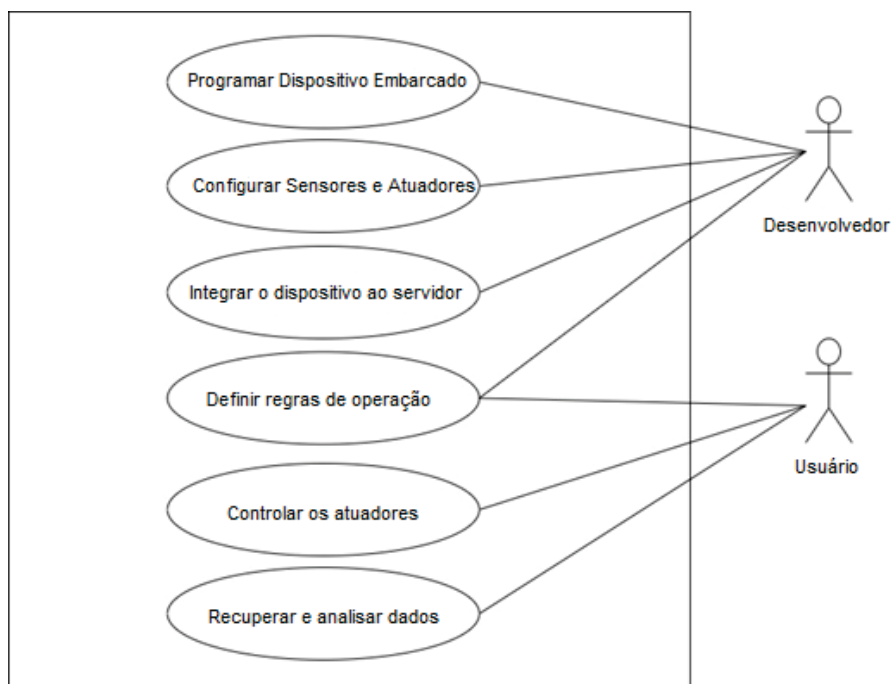 Programar Dispositivo Embarcado
Configurar Sensores e Atuadores
Desenvolvedor
Integrar o dispositivo ao servidor
Definir regras de operação
Usuário
Controlar os atuadores
Recuperar e analisar dados